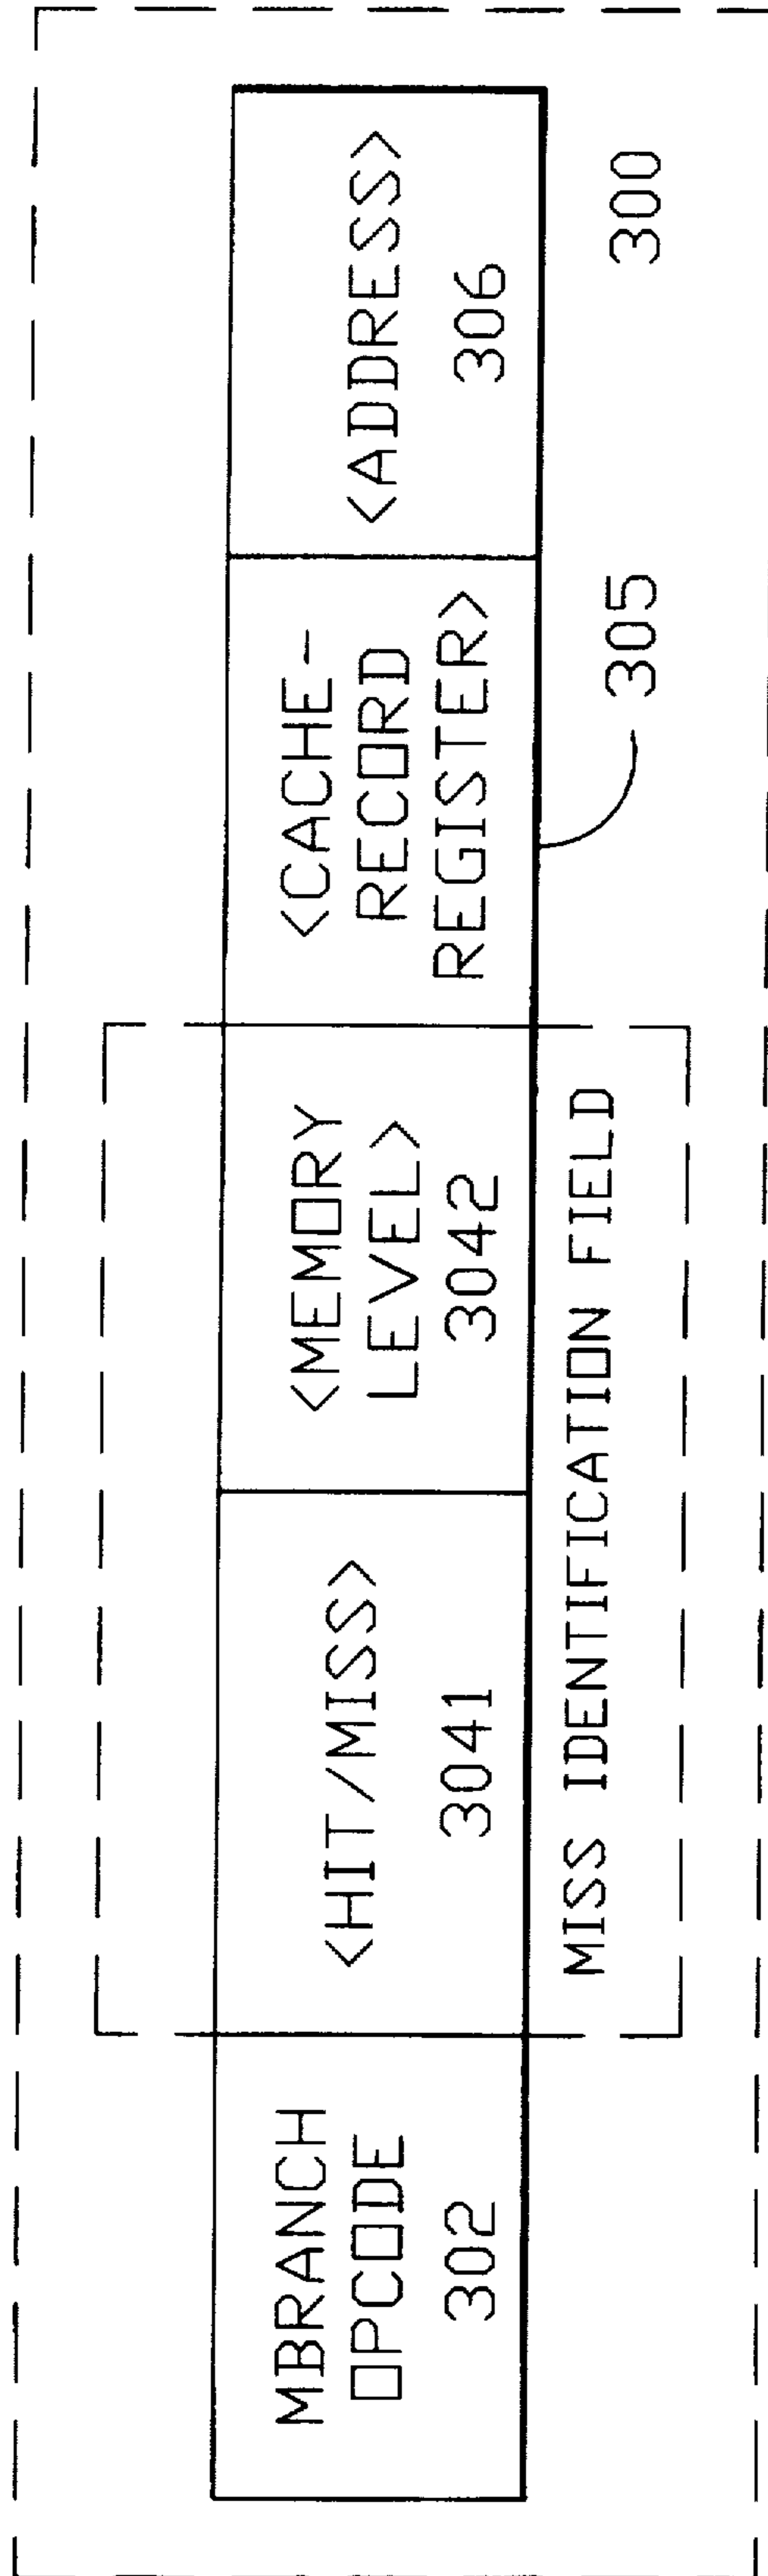 MBRANCH
OPCODE
302
<HIT/MISS>
3041
<MEMORY
LEVEL>
3042
MISS IDENTIFICATION FIELD
<CACHE-
RECORD
REGISTER>
305
<ADDRESS>
306
300